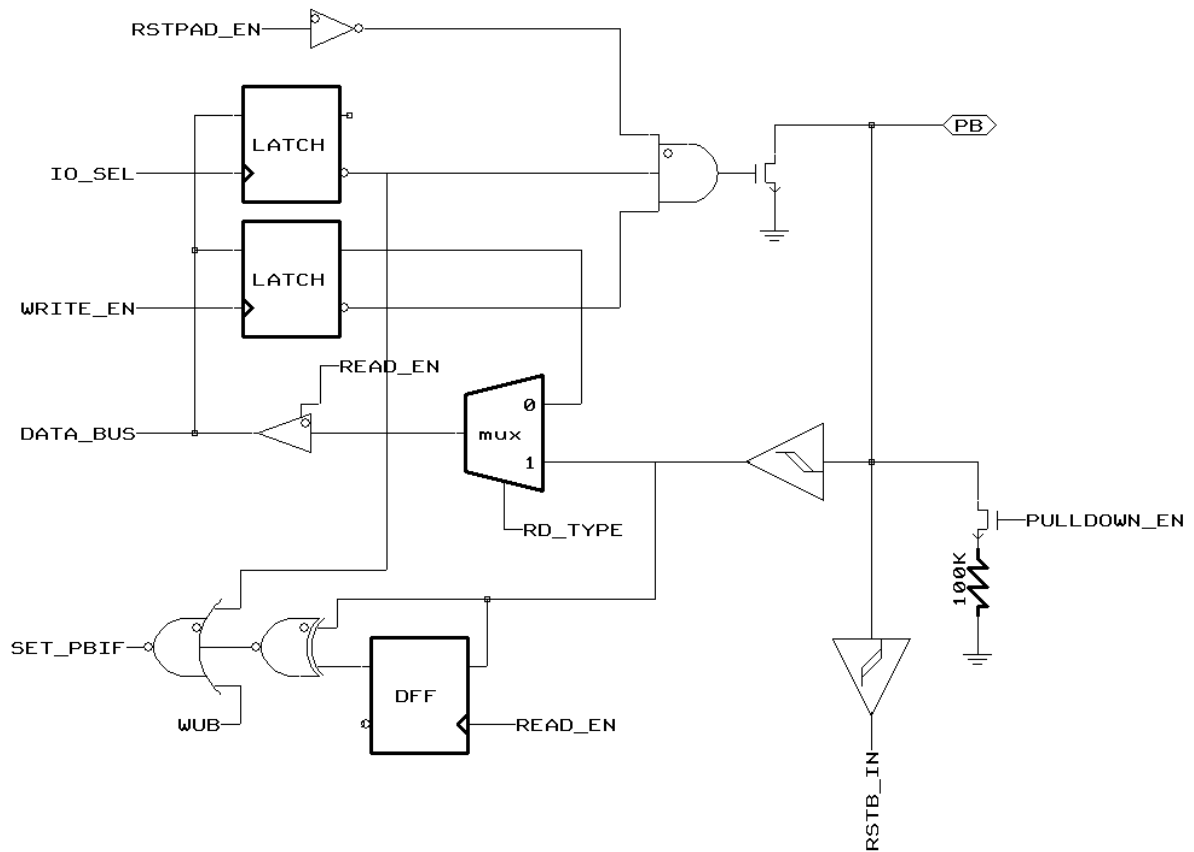 RSTPAD_EN
PB
LATCH
IO_SEL
LATCH
WRITE_EN
READ_EN
0
DATA_BUS
mux
1
RD_TYPE
PULLDOWN_EN
100K
SET_PBIF
DFF
WUB
READ_EN
RSTB_IN